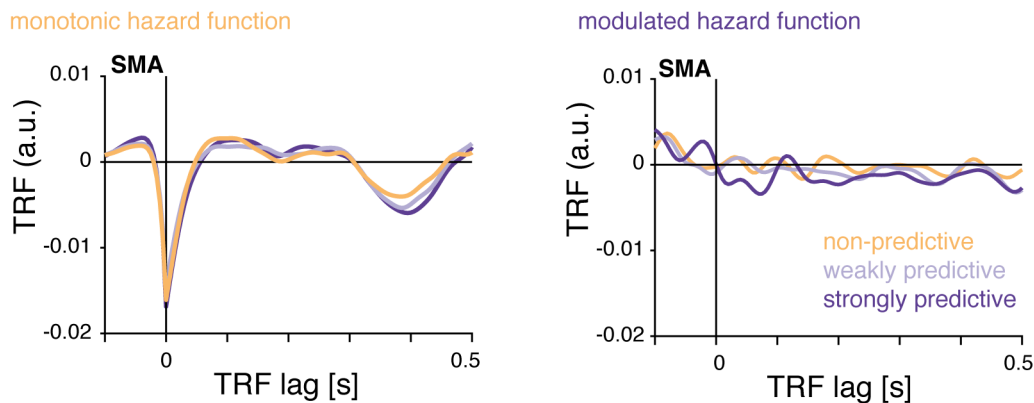 monotonic hazard function
modulated hazard function
SMA
0.01
0
-0.01
-0.02
TRF (a.u.)
0
0.5
TRF lag [s]
SMA
0.01
0
-0.01
-0.02
TRF (a.u.)
non-predictive
weakly predictive
strongly predictive
0
0.5
TRF lag [s]